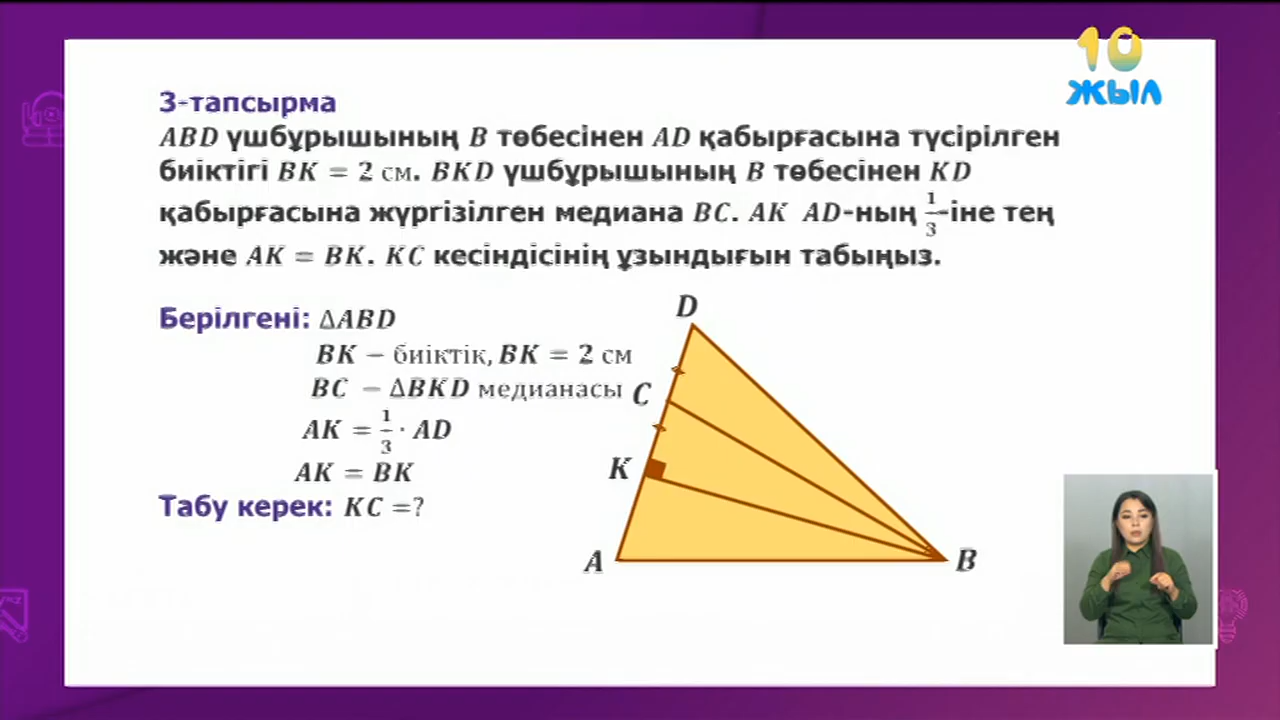 10
ЖЫЛ
3-тапсырма
ABD үшбұрышының B төбесінен AD қабырғасына түсірілген
биіктігі BK = 2 см. BKD үшбұрышының B төбесінен KD
қабырғасына жүргізілген медиана BC. AK AD-ның 1/3-іне тең
және AK = BK. KC кесіндісінің ұзындығын табыңыз.
Берілгені: ∆ABD
BK – биіктік, BK = 2 см
BC – ∆BKD медианасы
AK = 1/3 · AD
AK = BK
Табу керек: KC =?
D
C
K
A
B